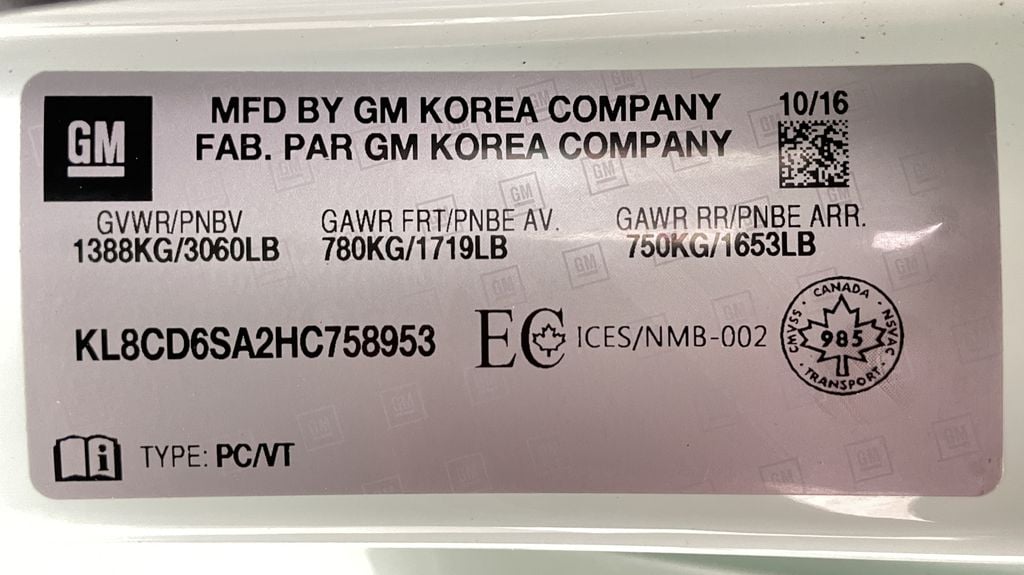 GM
MFD BY GM KOREA COMPANY
10/16
FAB. PAR GM KOREA COMPANY
GVWR/PNBV
GAWR FRT/PNBE AV.
GAWR RR/PNBE ARR.
1388KG/3060LB
780KG/1719LB
750KG/1653LB
KL8CD6SA2HC758953
EC ICES/NMB-002
CANADA
CMVSS
985
NSVAC
TRANSPORT
i TYPE: PC/VT